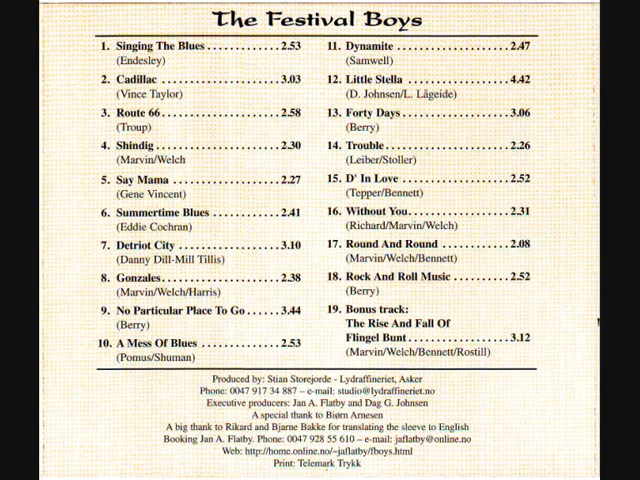 The Festival Boys
1. Singing The Blues ............. 2.53
(Endesley)
2. Cadillac ..................... 3.03
(Vince Taylor)
3. Route 66 ..................... 2.58
(Troup)
4. Shindig ...................... 2.30
(Marvin/Welch
5. Say Mama .................... 2.27
(Gene Vincent)
6. Summertime Blues ............ 2.41
(Eddie Cochran)
7. Detriot City .................. 3.10
(Danny Dill-Mill Tillis)
8. Gonzales ..................... 2.38
(Marvin/Welch/Harris)
9. No Particular Place To Go ...... 3.44
(Berry)
10. A Mess Of Blues .............. 2.53
(Pomus/Shuman)
11. Dynamite .................... 2.47
(Samwell)
12. Little Stella .................. 4.42
(D. Johnsen/L. Lågeide)
13. Forty Days .................... 3.06
(Berry)
14. Trouble ...................... 2.26
(Leiber/Stoller)
15. D' In Love .................... 2.52
(Tepper/Bennett)
16. Without You ................... 2.31
(Richard/Marvin/Welch)
17. Round And Round ............. 2.08
(Marvin/Welch/Bennett)
18. Rock And Roll Music ........... 2.52
(Berry)
19. Bonus track:
The Rise And Fall Of
Flingel Bunt ................... 3.12
(Marvin/Welch/Bennett/Rostill)
Produced by: Stian Storejorde - Lydraffineriet, Asker
Phone: 0047 917 34 887 – e-mail: studio@lydraffineriet.no
Executive producers: Jan A. Flatby and Dag G. Johnsen
A special thank to Biørn Arnesen
A big thank to Rikard and Bjarne Bakke for translating the sleeve to English
Booking Jan A. Flatby. Phone: 0047 928 55 610 – e-mail: jaflatby@online.no
Web: http://home.online.no/~jaflatby/fboys.html
Print: Telemark Trykk